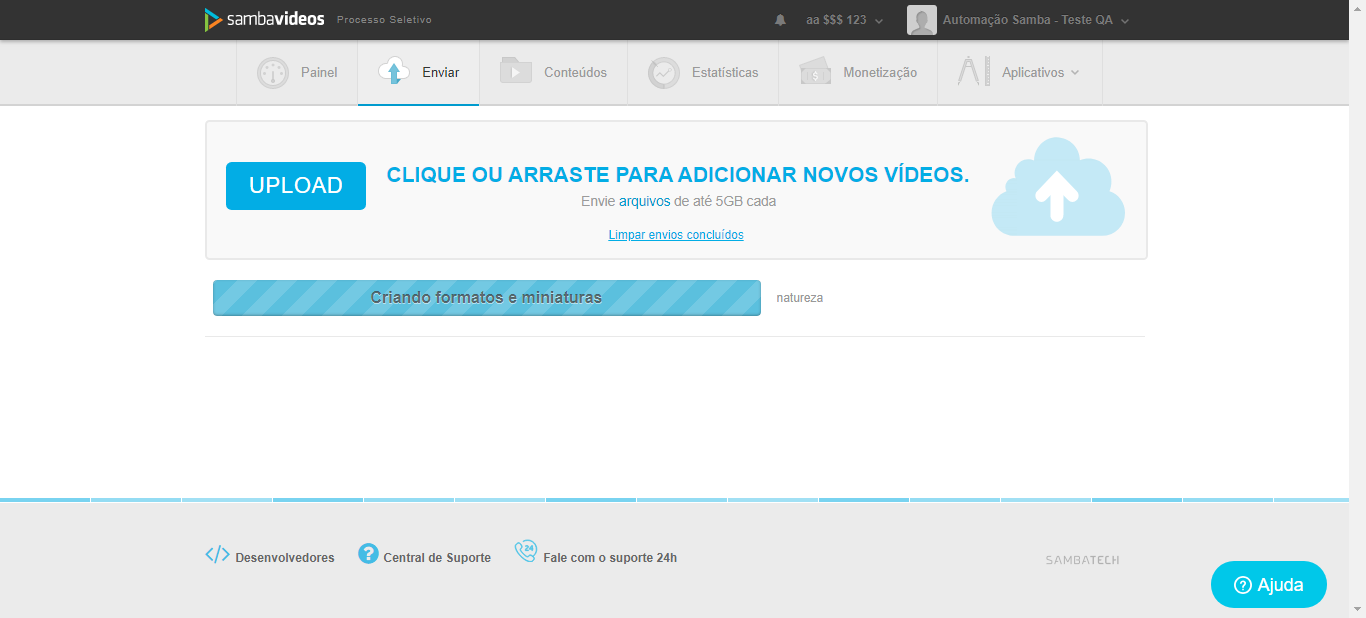 sambavideos Processo Seletivo aa $$$ 123 Automação Samba - Teste QA
Painel Enviar Conteúdos Estatísticas $ Monetização Aplicativos
UPLOAD CLIQUE OU ARRASTE PARA ADICIONAR NOVOS VÍDEOS.
Envie arquivos de até 5GB cada
Limpar envios concluídos
Criando formatos e miniaturas natureza
</> Desenvolvedores ? Central de Suporte 24 Fale com o suporte 24h SAMBATECH
? Ajuda